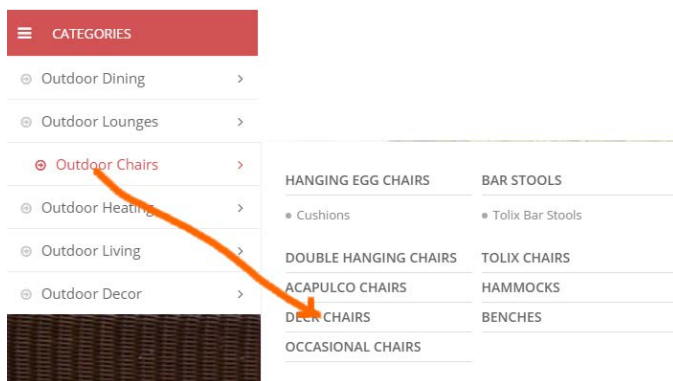 CATEGORIES
Outdoor Dining
Outdoor Lounges
Outdoor Chairs
Outdoor Heating
Outdoor Living
Outdoor Decor
HANGING EGG CHAIRS
Cushions
DOUBLE HANGING CHAIRS
ACAPULCO CHAIRS
DECK CHAIRS
OCCASIONAL CHAIRS
BAR STOOLS
Tolix Bar Stools
TOLIX CHAIRS
HAMMOCKS
BENCHES